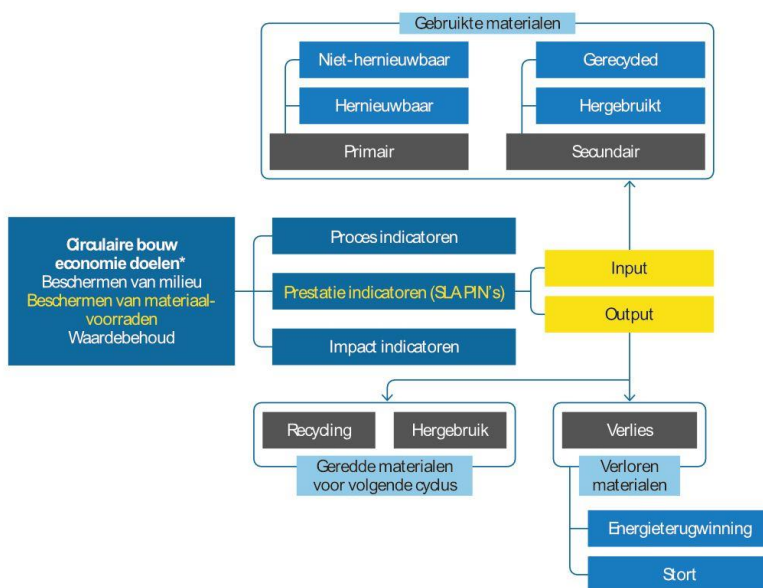 Gebruikte materialen
Niet-hernieuwbaar
Gerecycled
Hernieuwbaar
Hergebruikt
Primair
Secundair
Circulaire bouw
economie doelen*
Beschermen van milieu
Beschermen van materiaal-
voorraden
Waardebehoud
Proces indicatoren
Prestatie indicatoren (SLA PIN's)
Impact indicatoren
Input
Output
Recycling
Hergebruik
Geredde materialen
voor volgende cyclus
Verlies
Verloren
materialen
Energieterugwinning
Stort